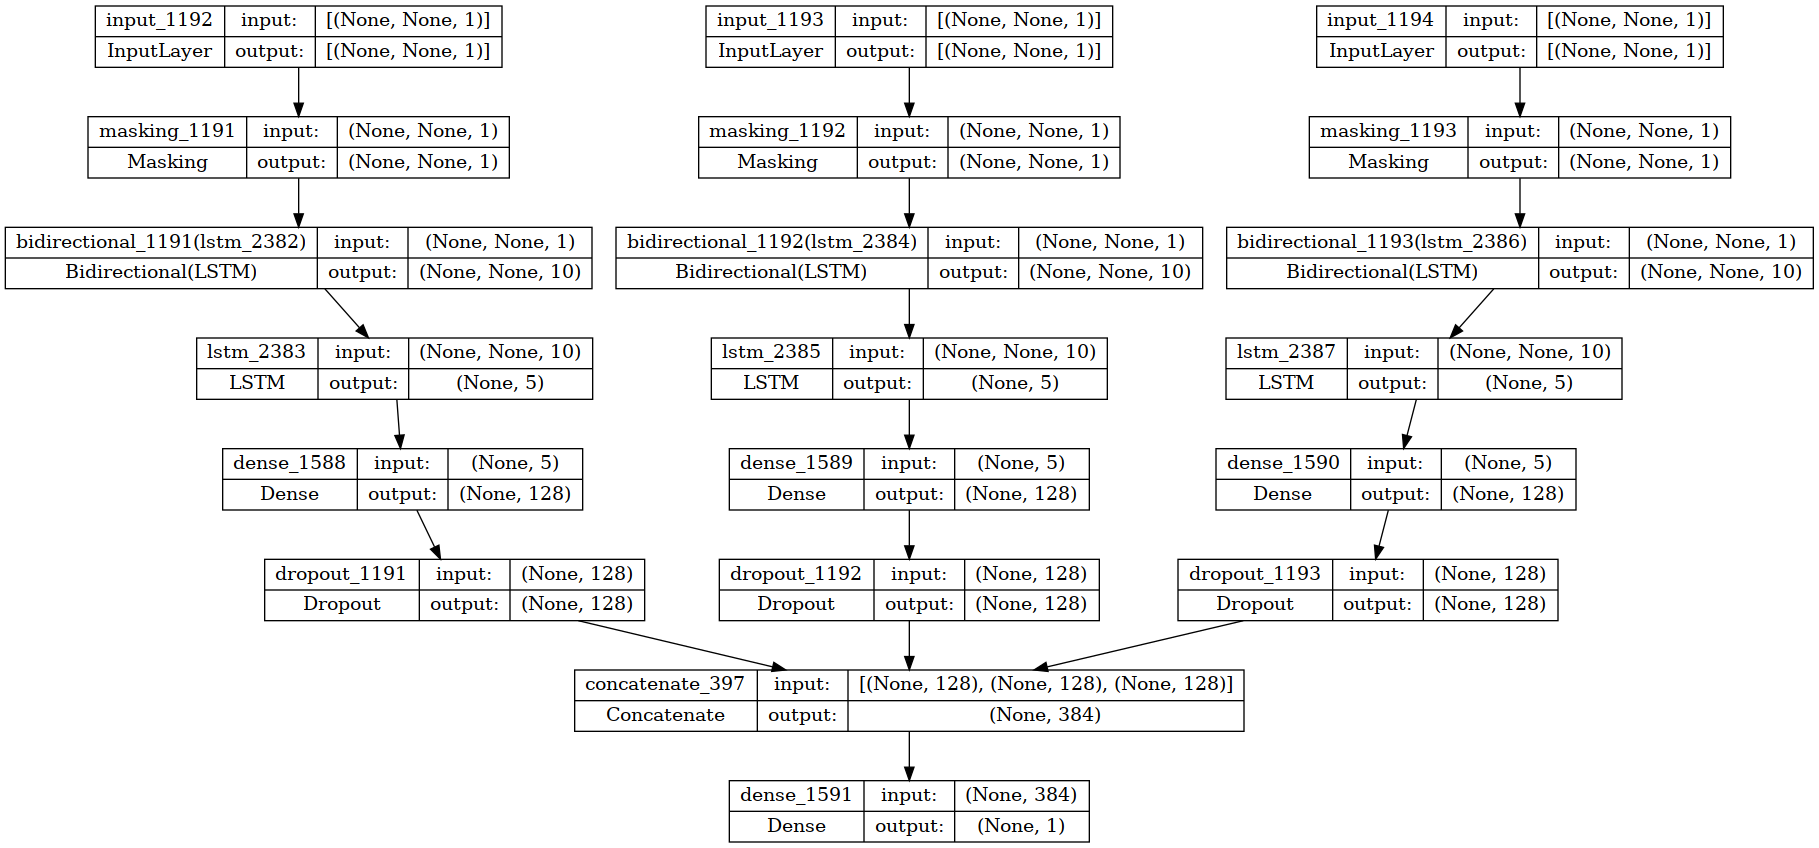 input_1192 input: [(None, None, 1)]
InputLayer output: [(None, None, 1)]
input_1193 input: [(None, None, 1)]
InputLayer output: [(None, None, 1)]
input_1194 input: [(None, None, 1)]
InputLayer output: [(None, None, 1)]
masking_1191 input: (None, None, 1)
Masking output: (None, None, 1)
masking_1192 input: (None, None, 1)
Masking output: (None, None, 1)
masking_1193 input: (None, None, 1)
Masking output: (None, None, 1)
bidirectional_1191(lstm_2382) input: (None, None, 1)
Bidirectional(LSTM) output: (None, None, 10)
bidirectional_1192(lstm_2384) input: (None, None, 1)
Bidirectional(LSTM) output: (None, None, 10)
bidirectional_1193(lstm_2386) input: (None, None, 1)
Bidirectional(LSTM) output: (None, None, 10)
lstm_2383 input: (None, None, 10)
LSTM output: (None, 5)
lstm_2385 input: (None, None, 10)
LSTM output: (None, 5)
lstm_2387 input: (None, None, 10)
LSTM output: (None, 5)
dense_1588 input: (None, 5)
Dense output: (None, 128)
dense_1589 input: (None, 5)
Dense output: (None, 128)
dense_1590 input: (None, 5)
Dense output: (None, 128)
dropout_1191 input: (None, 128)
Dropout output: (None, 128)
dropout_1192 input: (None, 128)
Dropout output: (None, 128)
dropout_1193 input: (None, 128)
Dropout output: (None, 128)
concatenate_397 input: [(None, 128), (None, 128), (None, 128)]
Concatenate output: (None, 384)
dense_1591 input: (None, 384)
Dense output: (None, 1)